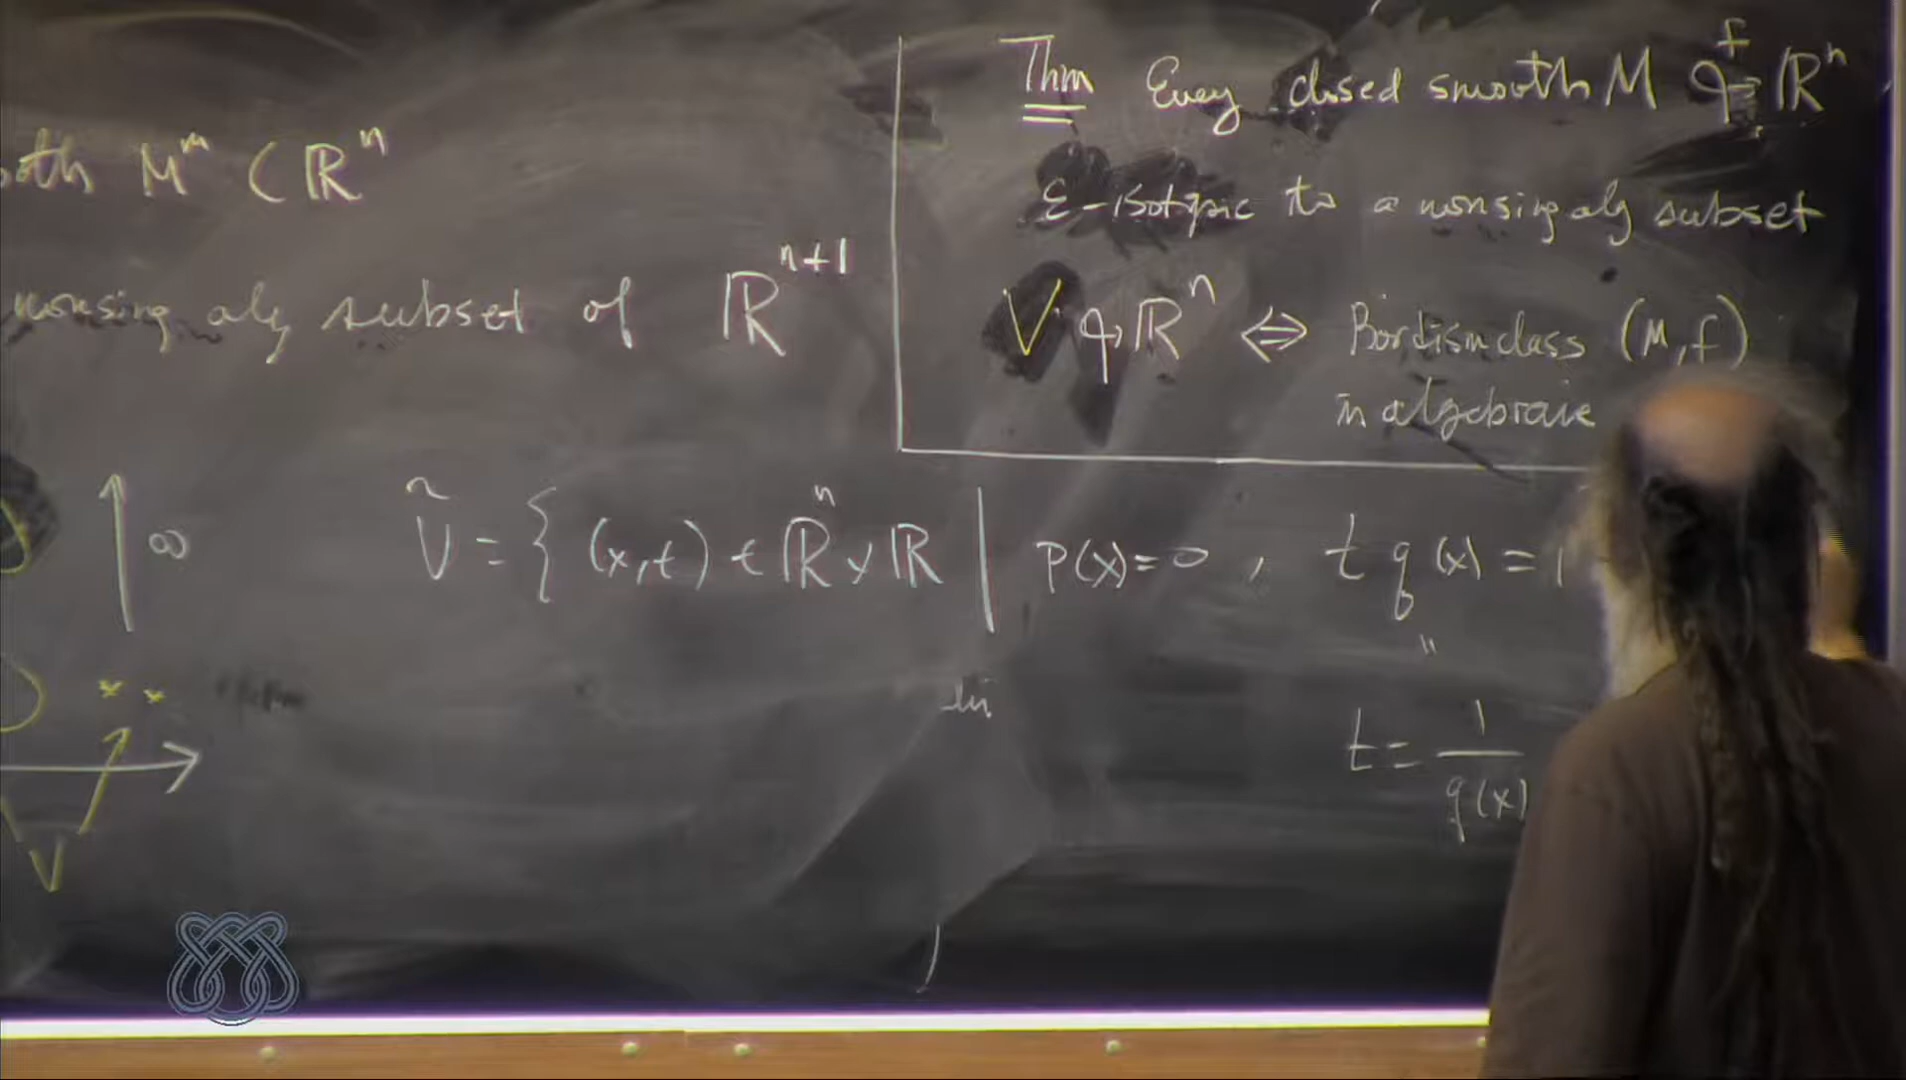 oth Mᵐ ⊂ ℝⁿ
nonsing alg subset of ℝⁿ⁺¹
Thm Every closed smooth M ↬ᶠ ℝⁿ
ε-isotopic to a nonsing alg subset
V ↬ ℝⁿ ⇔ Bordism class (M, f)
in algebraic
∞
Ṽ = { (x,t) ∈ ℝⁿ × ℝ | p(x)=0 , t q(x) = 1
"
t = 1/q(x)
* *
V